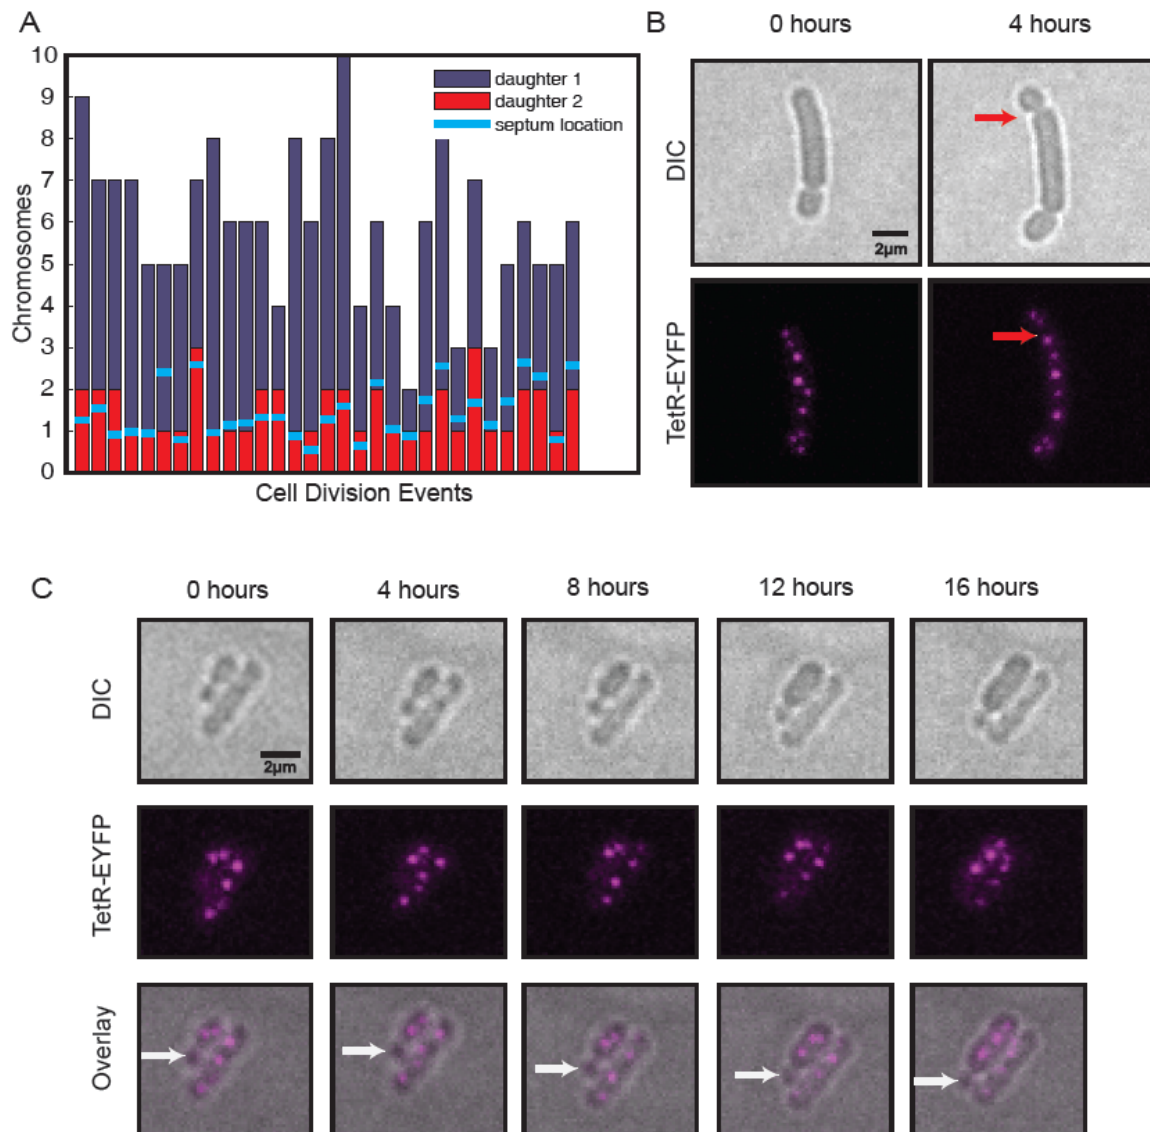 A
10
9
8
7
6
5
4
3
2
1
0
Chromosomes
daughter 1
daughter 2
septum location
Cell Division Events
B
0 hours
4 hours
DIC
2µm
TetR-EYFP
C
0 hours
4 hours
8 hours
12 hours
16 hours
DIC
2µm
TetR-EYFP
Overlay